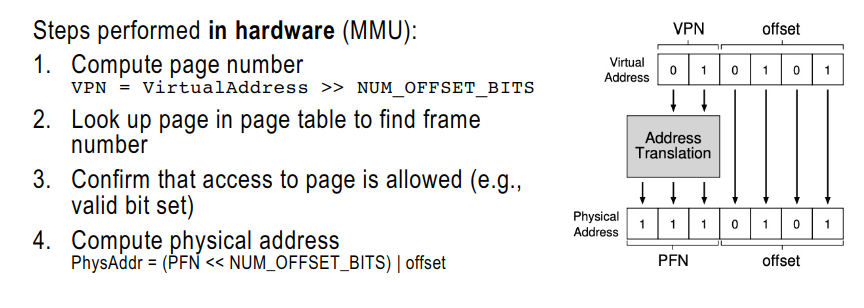 Steps performed in hardware (MMU):
1. Compute page number
VPN = VirtualAddress >> NUM_OFFSET_BITS
2. Look up page in page table to find frame
number
3. Confirm that access to page is allowed (e.g.,
valid bit set)
4. Compute physical address
PhysAddr = (PFN << NUM_OFFSET_BITS) | offset
VPN offset
Virtual
Address
0 1 0 1 0 1
Address
Translation
Physical
Address
1 1 1 0 1 0 1
PFN offset